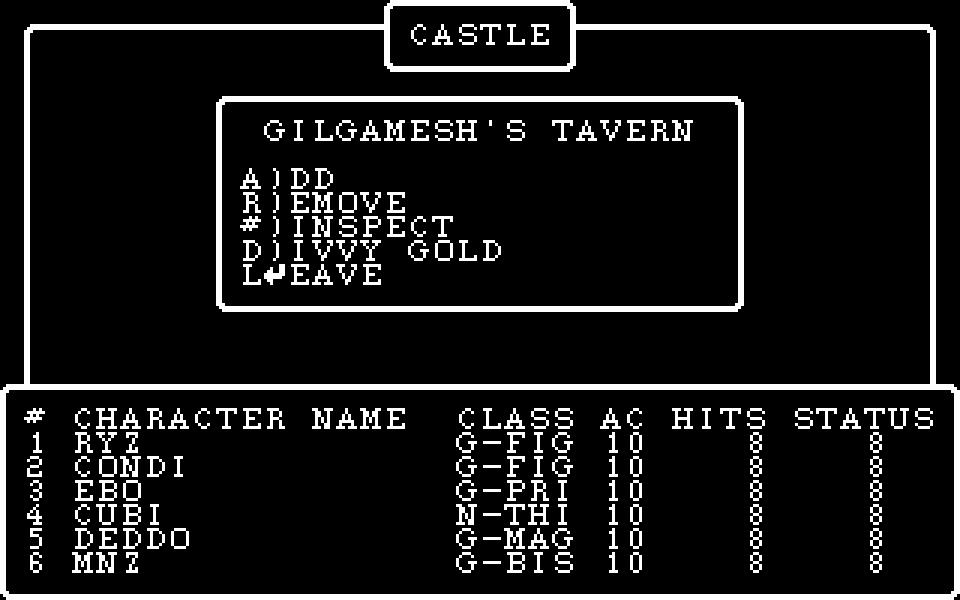 CASTLE
GILGAMESH'S TAVERN
A)DD
R)EMOVE
#)INSPECT
D)IVVY GOLD
L↵EAVE
# CHARACTER NAME CLASS AC HITS STATUS
1 RYZ G-FIG 10 8 8
2 CONDI G-FIG 10 8 8
3 EBO G-PRI 10 8 8
4 CUBI N-THI 10 8 8
5 DEDDO G-MAG 10 8 8
6 MNZ G-BIS 10 8 8